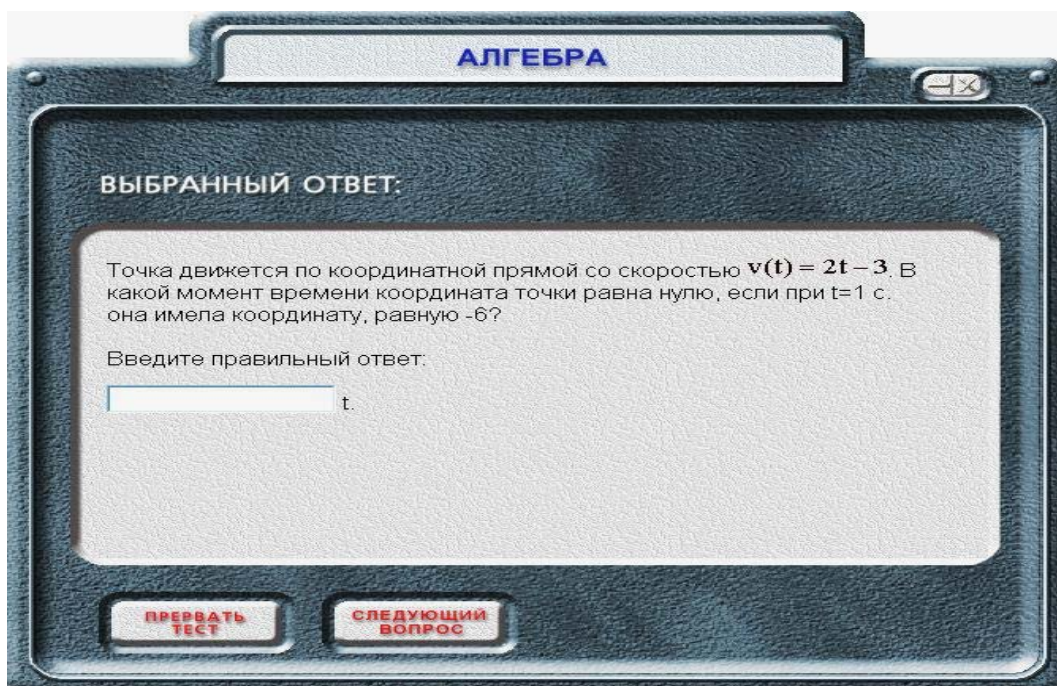 АЛГЕБРА
ВЫБРАННЫЙ ОТВЕТ:
Точка движется по координатной прямой со скоростью v(t) = 2t − 3. В
какой момент времени координата точки равна нулю, если при t=1 с.
она имела координату, равную -6?
Введите правильный ответ:
t.
ПРЕРВАТЬ
ТЕСТ
СЛЕДУЮЩИЙ
ВОПРОС